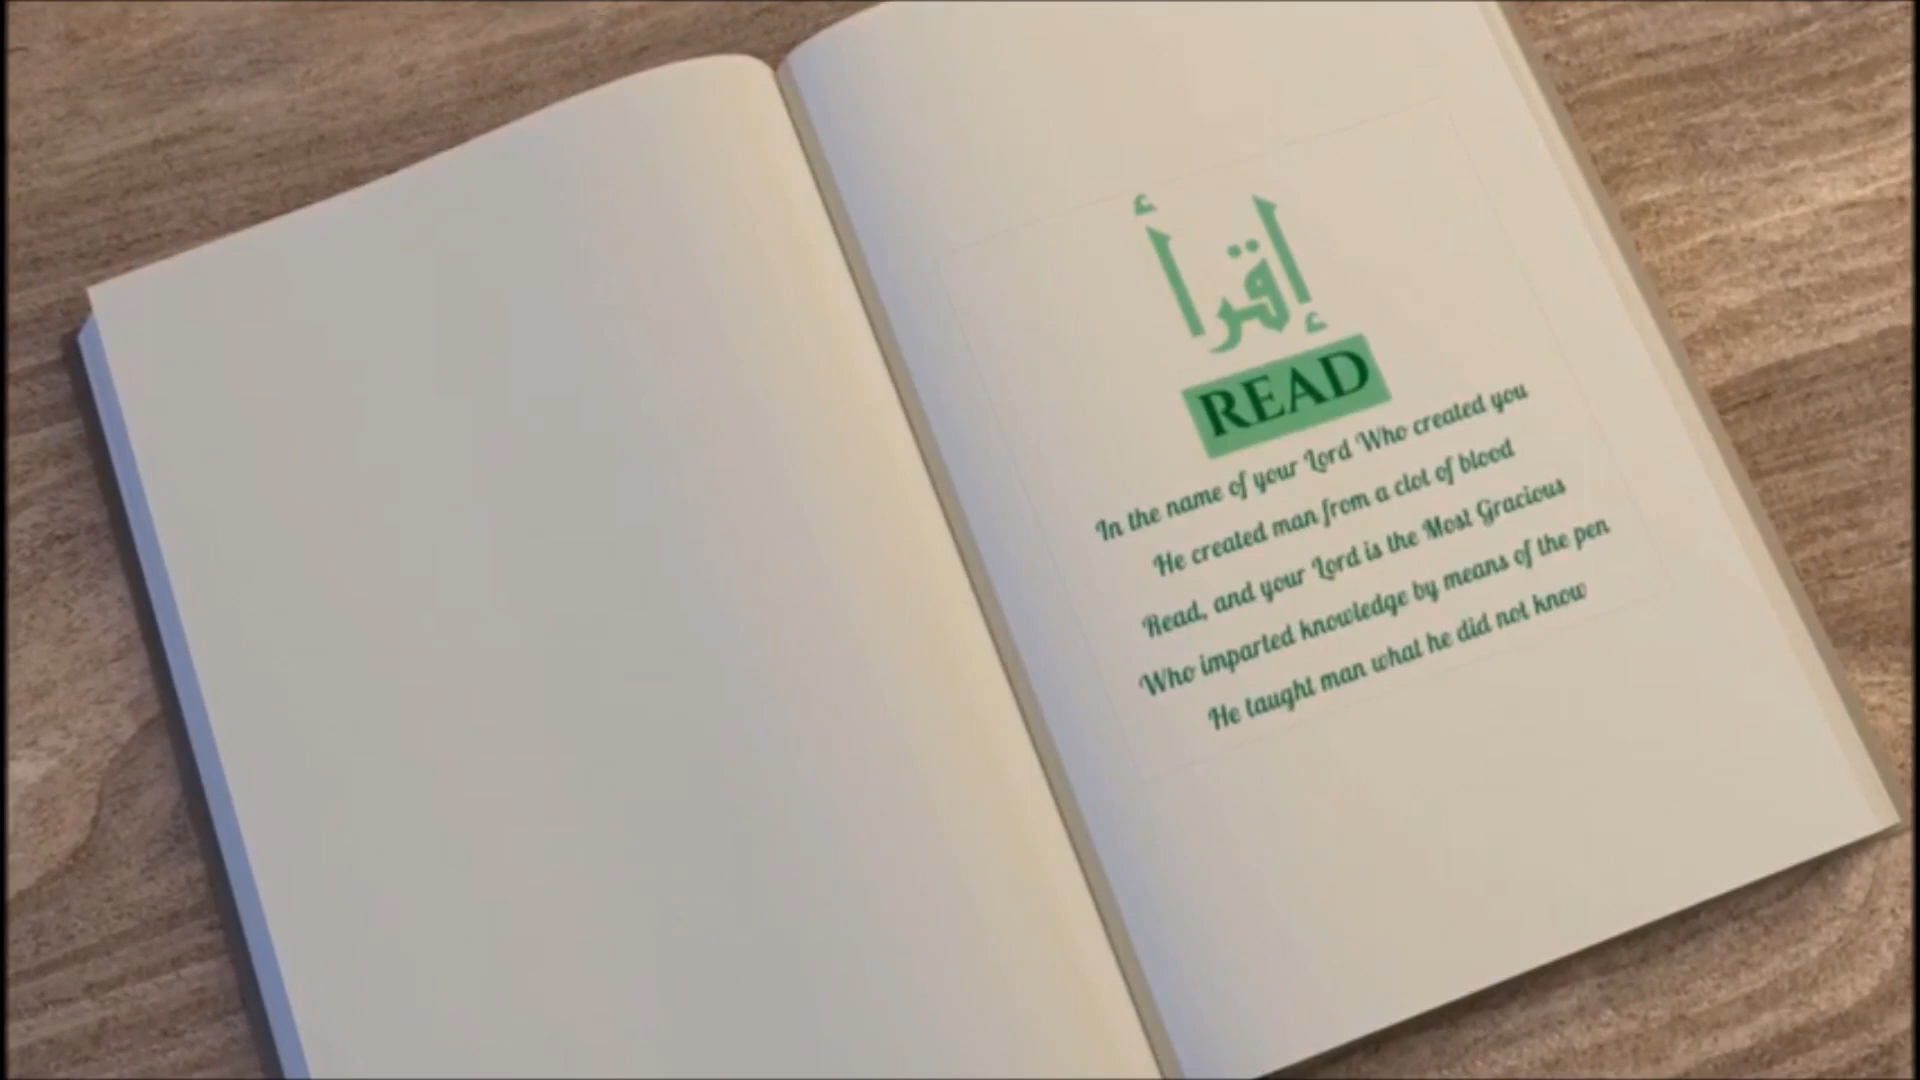 إقرأ
READ
In the name of your Lord Who created you
He created man from a clot of blood
Read, and your Lord is the Most Gracious
Who imparted knowledge by means of the pen
He taught man what he did not know